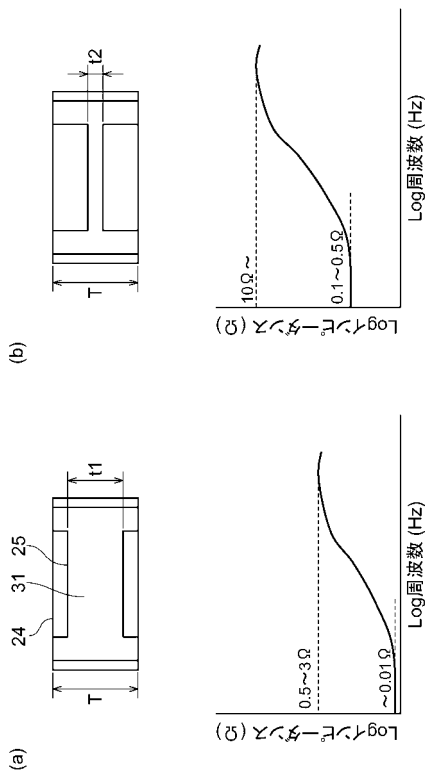 (a)
24
25
31
T
t1
Logインピーダンス (Ω)
0.5~3Ω
~0.01Ω
Log周波数 (Hz)
(b)
T
t2
Logインピーダンス (Ω)
10Ω~
0.1~0.5Ω
Log周波数 (Hz)